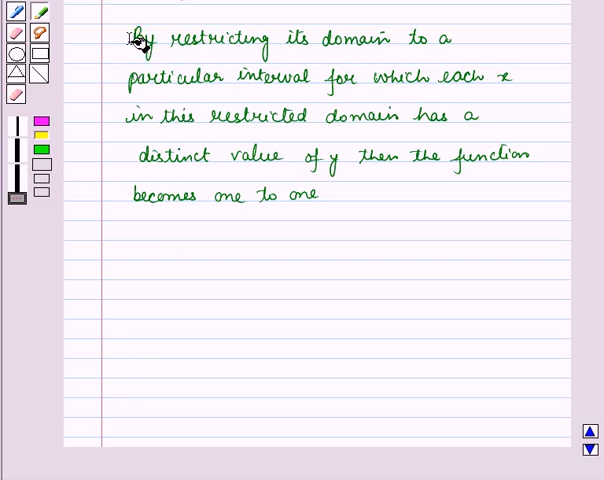 By restricting its domain to a
particular interval for which each x
in this restricted domain has a
distinct value of y then the function
becomes one to one